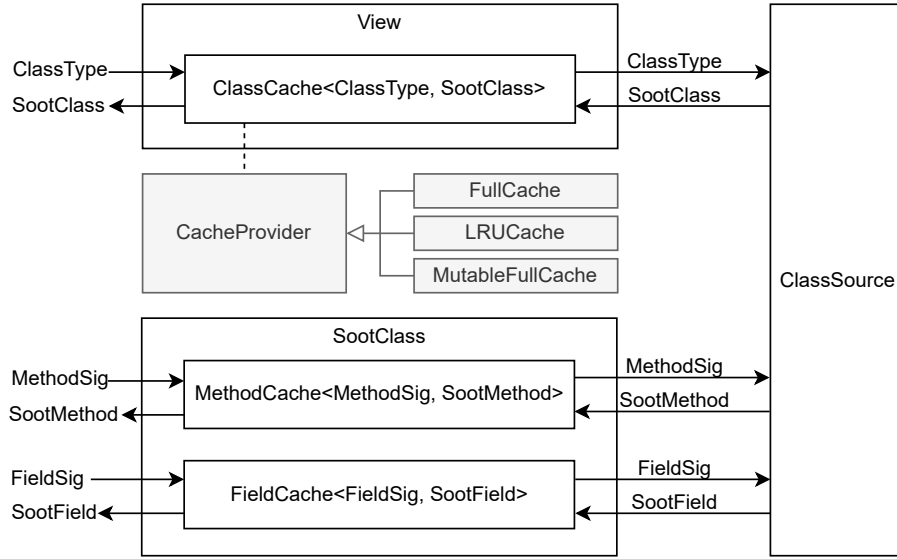 View
ClassType
ClassCache<ClassType, SootClass>
ClassType
SootClass
SootClass
CacheProvider
FullCache
LRUCache
MutableFullCache
ClassSource
SootClass
MethodSig
MethodCache<MethodSig, SootMethod>
MethodSig
SootMethod
SootMethod
FieldSig
FieldCache<FieldSig, SootField>
FieldSig
SootField
SootField